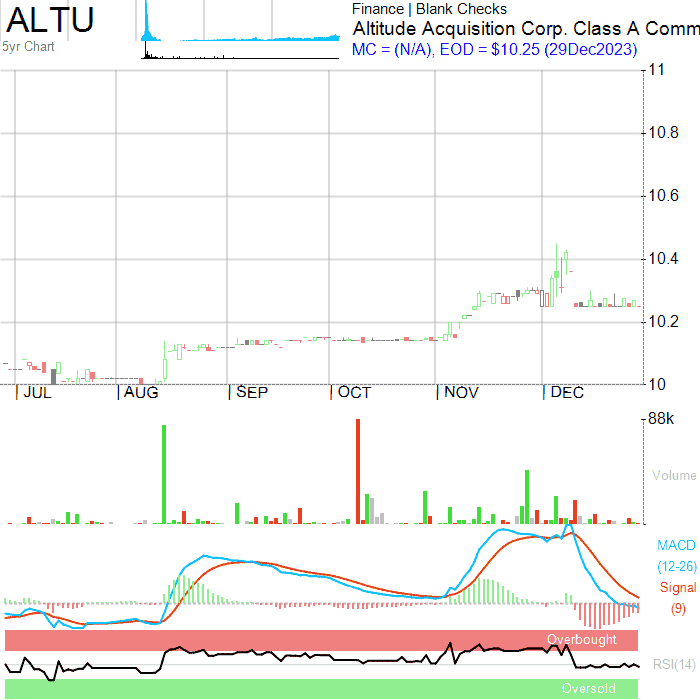 ALTU
5yr Chart
Finance | Blank Checks
Altitude Acquisition Corp. Class A Comm
MC = (N/A), EOD = $10.25 (29Dec2023)
11
10.8
10.6
10.4
10.2
10
JUL AUG SEP OCT NOV DEC
88k
Volume
MACD
(12-26)
Signal
(9)
Overbought
RSI(14)
Oversold